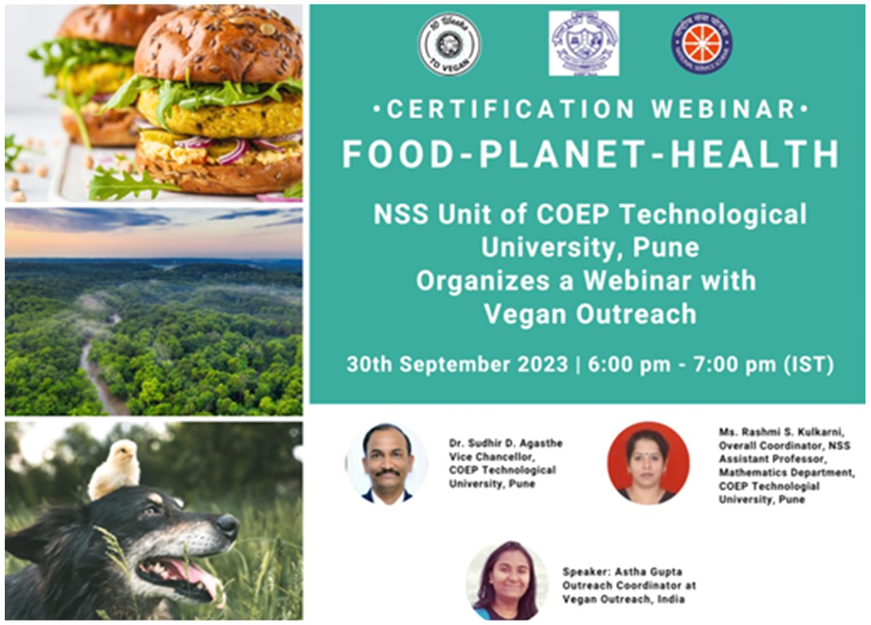 10 Weeks
TO VEGAN
•CERTIFICATION WEBINAR•
FOOD-PLANET-HEALTH
NSS Unit of COEP Technological
University, Pune
Organizes a Webinar with
Vegan Outreach
30th September 2023 | 6:00 pm - 7:00 pm (IST)
Dr. Sudhir D. Agasthe
Vice Chancellor,
COEP Technological
University, Pune
Ms. Rashmi S. Kulkarni,
Overall Coordinator, NSS
Assistant Professor,
Mathematics Department,
COEP Technologial
University, Pune
Speaker: Astha Gupta
Outreach Coordinator at
Vegan Outreach, India